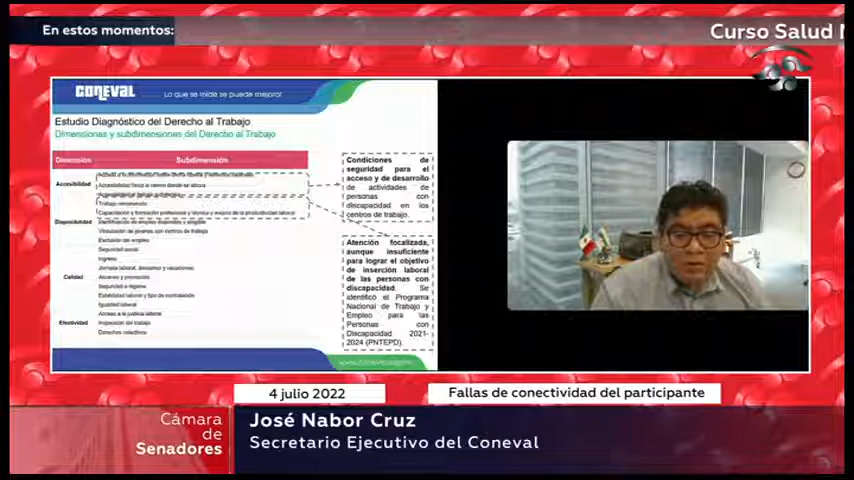 En estos momentos:
Curso Salud
CONEVAL
Lo que se mide se puede mejorar
Estudio Diagnóstico del Derecho al Trabajo
Dimensiones y subdimensiones del Derecho al Trabajo
Dimensión
Subdimensión
Accesibilidad
Accesibilidad física al centro donde se labora
Trabajo remunerado
Capacitación y formación profesional y técnica y mejora de la productividad laboral
Disponibilidad
Vinculación de jóvenes con centros de trabajo
Exclusión del empleo
Seguridad social
Ingreso
Jornada laboral, descanso y vacaciones
Calidad
Ascenso y promoción
Seguridad e higiene
Estabilidad laboral y tipo de contratación
Igualdad laboral
Acceso a la justicia laboral
Efectividad
Inspección del trabajo
Derechos colectivos
Condiciones de
seguridad para el
acceso y de desarrollo
de actividades de
personas con
discapacidad en los
centros de trabajo.
Atención focalizada,
aunque insuficiente
para lograr el objetivo
de inserción laboral
de las personas con
discapacidad. Se
identificó el Programa
Nacional de Trabajo y
Empleo para las
Personas con
Discapacidad 2021-
2024 (PNTEPD).
4 julio 2022
Fallas de conectividad del participante
Cámara
de
Senadores
José Nabor Cruz
Secretario Ejecutivo del Coneval